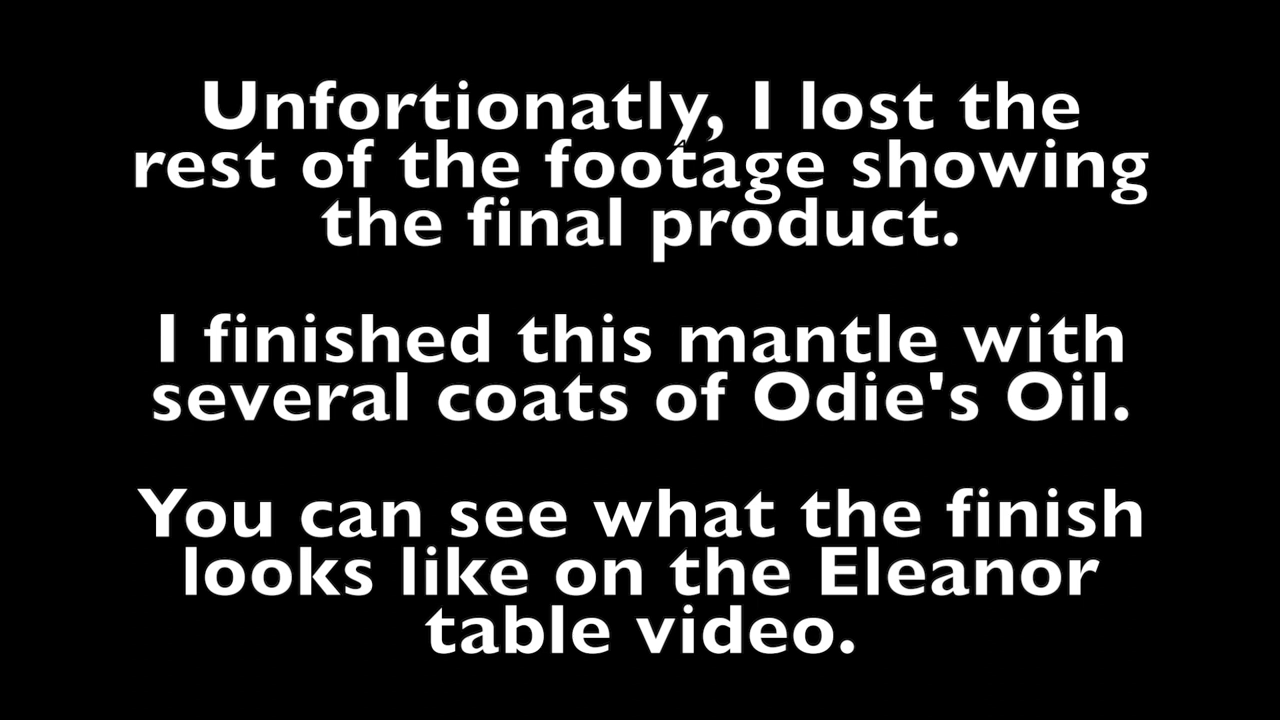 Unfortionatly, I lost the
rest of the footage showing
the final product.
I finished this mantle with
several coats of Odie's Oil.
You can see what the finish
looks like on the Eleanor
table video.